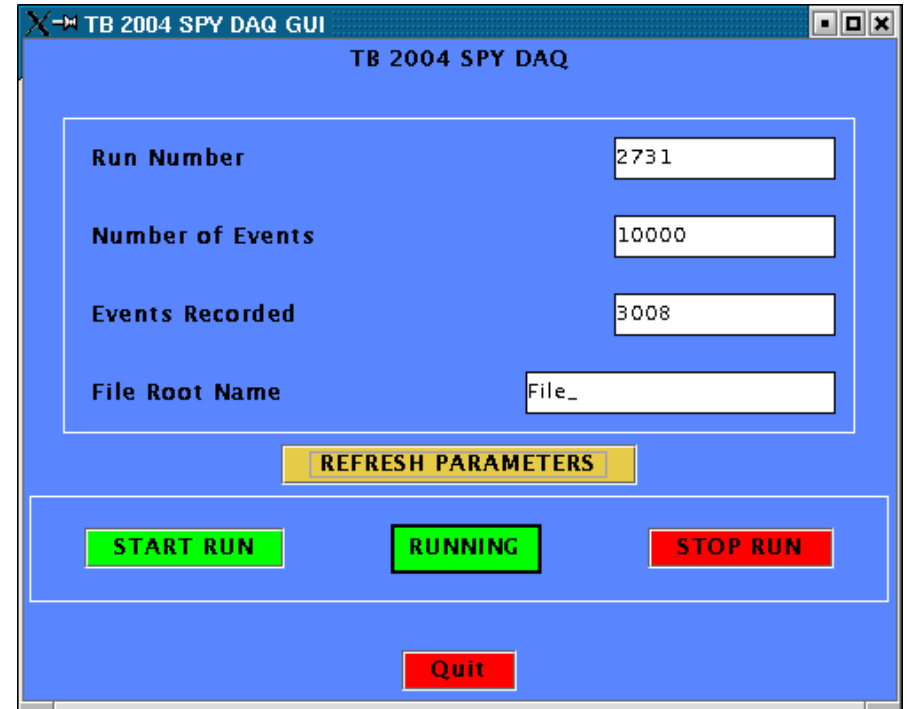 TB 2004 SPY DAQ GUI
TB 2004 SPY DAQ
Run Number 2731
Number of Events 10000
Events Recorded 3008
File Root Name File_
REFRESH PARAMETERS
START RUN RUNNING STOP RUN
Quit